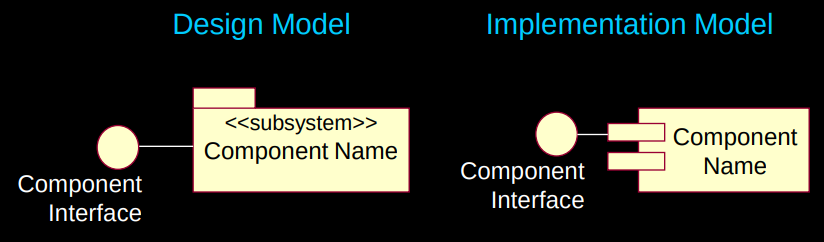 Design Model
Implementation Model
<<subsystem>>
Component Name
Component
Interface
Component
Name
Component
Interface